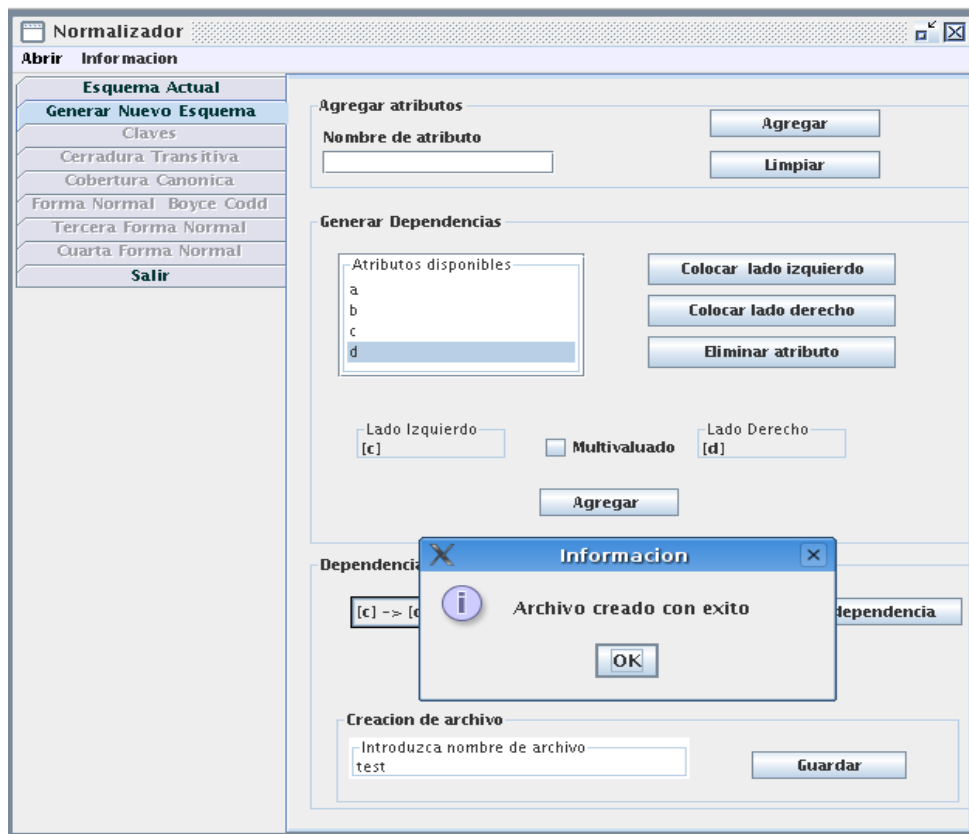 Normalizador
Abrir Informacion
Esquema Actual
Generar Nuevo Esquema
Claves
Cerradura Transitiva
Cobertura Canonica
Forma Normal Boyce Codd
Tercera Forma Normal
Cuarta Forma Normal
Salir
Agregar atributos
Nombre de atributo
Agregar
Limpiar
Generar Dependencias
Atributos disponibles
a
b
c
d
Colocar lado izquierdo
Colocar lado derecho
Eliminar atributo
Lado Izquierdo
[c]
Multivaluado
Lado Derecho
[d]
Agregar
Dependencia
[c] -> [
dependencia
Informacion
Archivo creado con exito
OK
Creacion de archivo
Introduzca nombre de archivo
test
Guardar